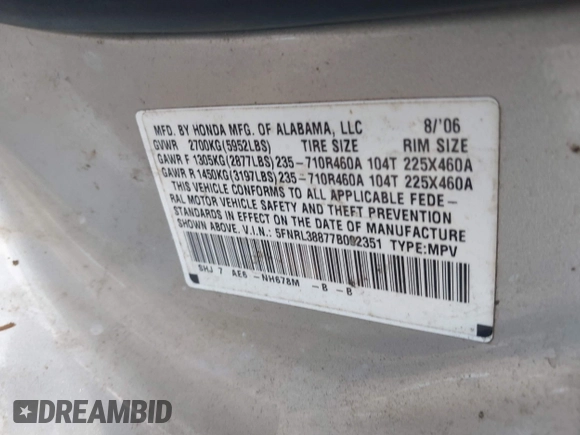 MFD. BY HONDA MFG. OF ALABAMA, LLC 8/'06
GVWR 2700KG(5952LBS) TIRE SIZE RIM SIZE
GAWR F 1305KG(2877LBS)235-710R460A 104T 225X460A
GAWR R 1450KG(3197LBS)235-710R460A 104T 225X460A
THIS VEHICLE CONFORMS TO ALL APPLICABLE FEDE-
RAL MOTOR VEHICLE SAFETY AND THEFT PREVENTION
STANDARDS IN EFFECT ON THE DATE OF MANUFACTURE
SHOWN ABOVE. V.I.N.: 5FNRL38877B092351 TYPE:MPV
SHJ 7 AE6 -NH678M -B -B
DREAMBID